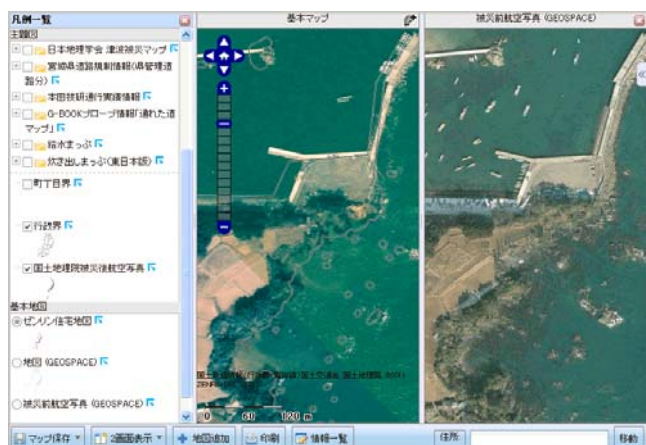 凡例一覧
主題図
日本地理学会 津波被災マップ
宮城県道路規制情報(県管理道
路分)
本田技研通行実績情報
G-BOOKプローブ情報「通れた道
マップ」
給水まっぷ
炊き出しまっぷ(東日本版)
町丁目界
行政界
国土地理院被災後航空写真
基本地図
ゼンリン住宅地図
地図 (GEOSPACE)
被災前航空写真 (GEOSPACE)
基本マップ
0 60 120 m
被災前航空写真 (GEOSPACE)
マップ保存 2画面表示 地図追加 印刷 情報一覧 住所 移動